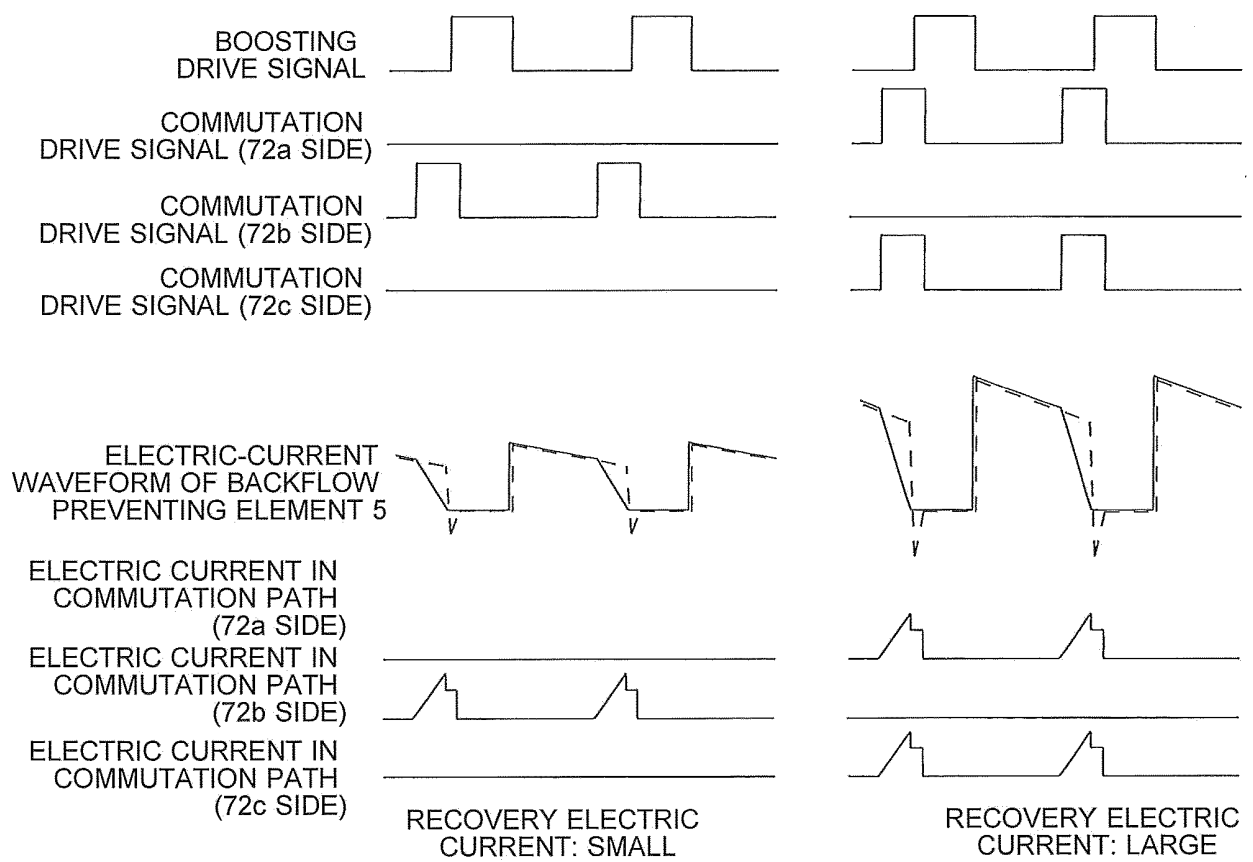 BOOSTING
DRIVE SIGNAL
COMMUTATION
DRIVE SIGNAL (72a SIDE)
COMMUTATION
DRIVE SIGNAL (72b SIDE)
COMMUTATION
DRIVE SIGNAL (72c SIDE)
ELECTRIC-CURRENT
WAVEFORM OF BACKFLOW
PREVENTING ELEMENT 5
ELECTRIC CURRENT IN
COMMUTATION PATH
(72a SIDE)
ELECTRIC CURRENT IN
COMMUTATION PATH
(72b SIDE)
ELECTRIC CURRENT IN
COMMUTATION PATH
(72c SIDE)
RECOVERY ELECTRIC
CURRENT: SMALL
RECOVERY ELECTRIC
CURRENT: LARGE